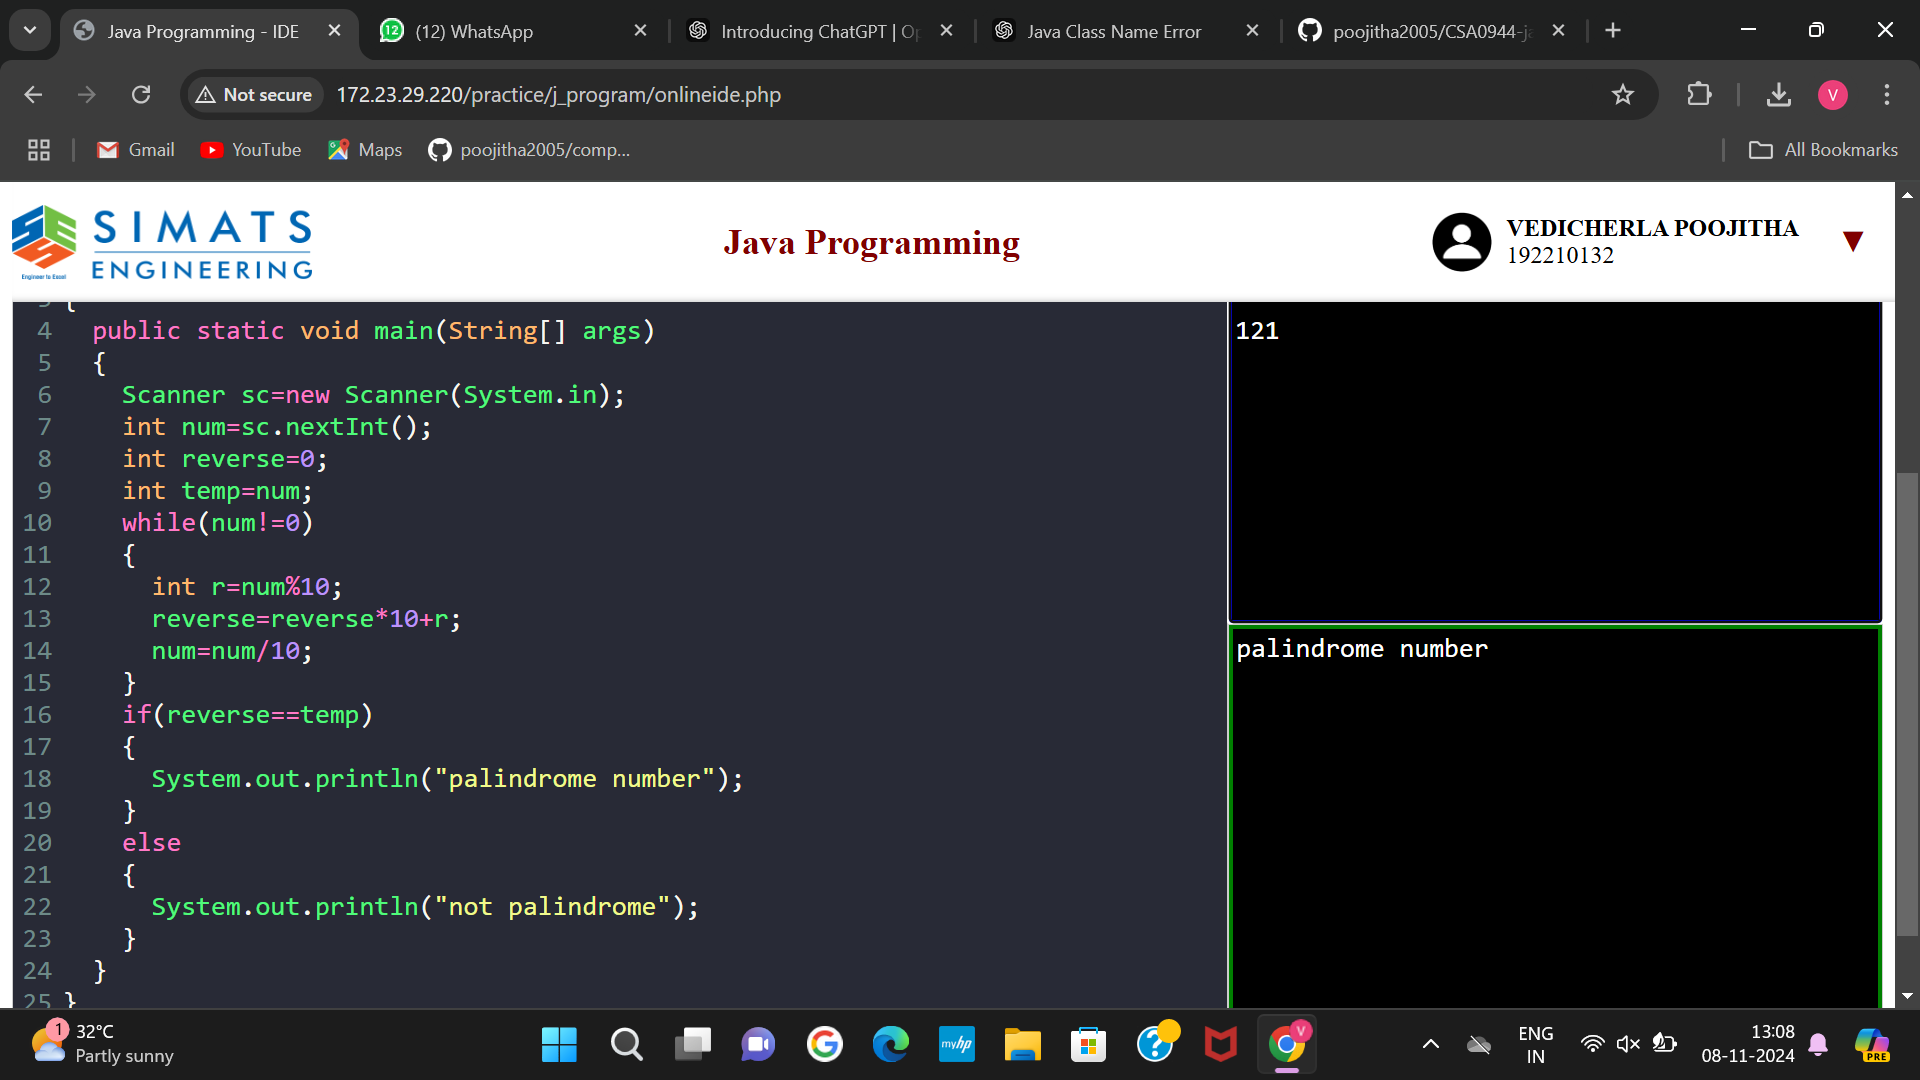 Java Programming - IDE
12
(12) WhatsApp
Introducing ChatGPT | Op
Java Class Name Error
poojitha2005/CSA0944-ja
Not secure
172.23.29.220/practice/j_program/onlineide.php
V
Gmail
YouTube
Maps
poojitha2005/comp...
All Bookmarks
SIMATS
ENGINEERING
Engineer to Excel
Java Programming
VEDICHERLA POOJITHA
192210132
3 {
4 public static void main(String[] args)
5 {
6 Scanner sc=new Scanner(System.in);
7 int num=sc.nextInt();
8 int reverse=0;
9 int temp=num;
10 while(num!=0)
11 {
12 int r=num%10;
13 reverse=reverse*10+r;
14 num=num/10;
15 }
16 if(reverse==temp)
17 {
18 System.out.println("palindrome number");
19 }
20 else
21 {
22 System.out.println("not palindrome");
23 }
24 }
25 }
121
palindrome number
1
32°C
Partly sunny
myhp
V
ENG
IN
13:08
08-11-2024
PRE